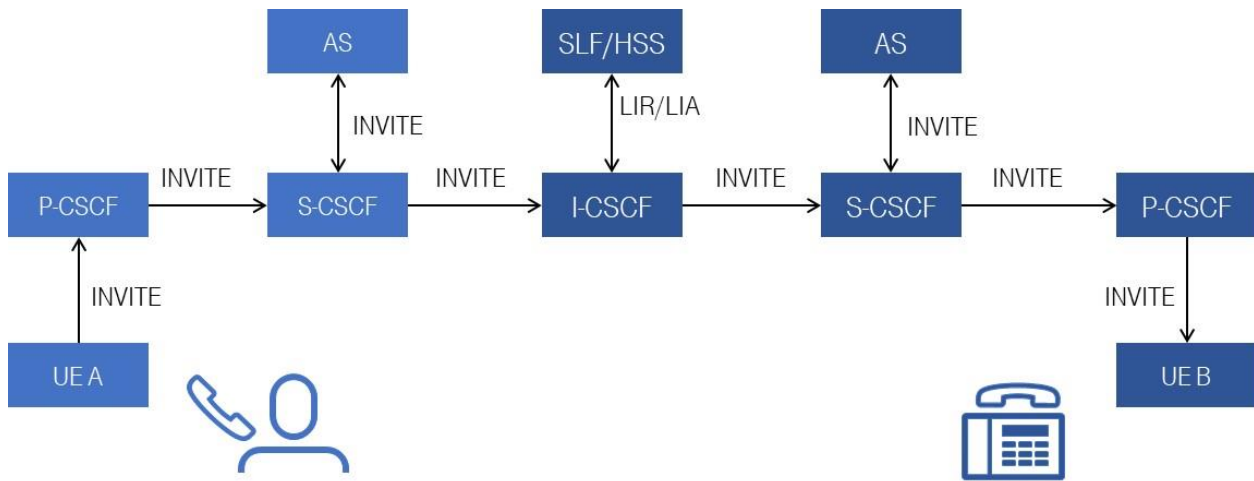 AS
SLF/HSS
AS
INVITE
LIR/LIA
INVITE
INVITE
INVITE
INVITE
INVITE
P-CSCF
S-CSCF
I-CSCF
S-CSCF
P-CSCF
INVITE
INVITE
UE A
UE B